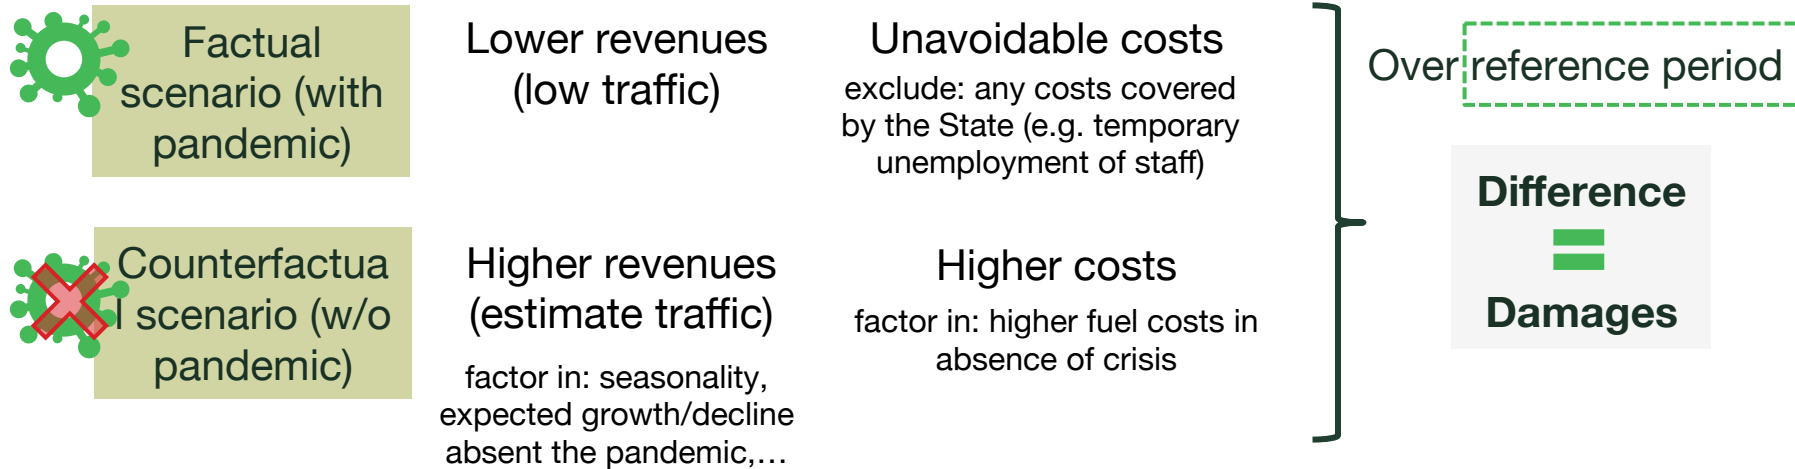 Factual
scenario (with
pandemic)
Lower revenues
(low traffic)
Unavoidable costs
exclude: any costs covered
by the State (e.g. temporary
unemployment of staff)
Over reference period
Difference
=
Damages
Counterfactua
l scenario (w/o
pandemic)
Higher revenues
(estimate traffic)
factor in: seasonality,
expected growth/decline
absent the pandemic,…
Higher costs
factor in: higher fuel costs in
absence of crisis